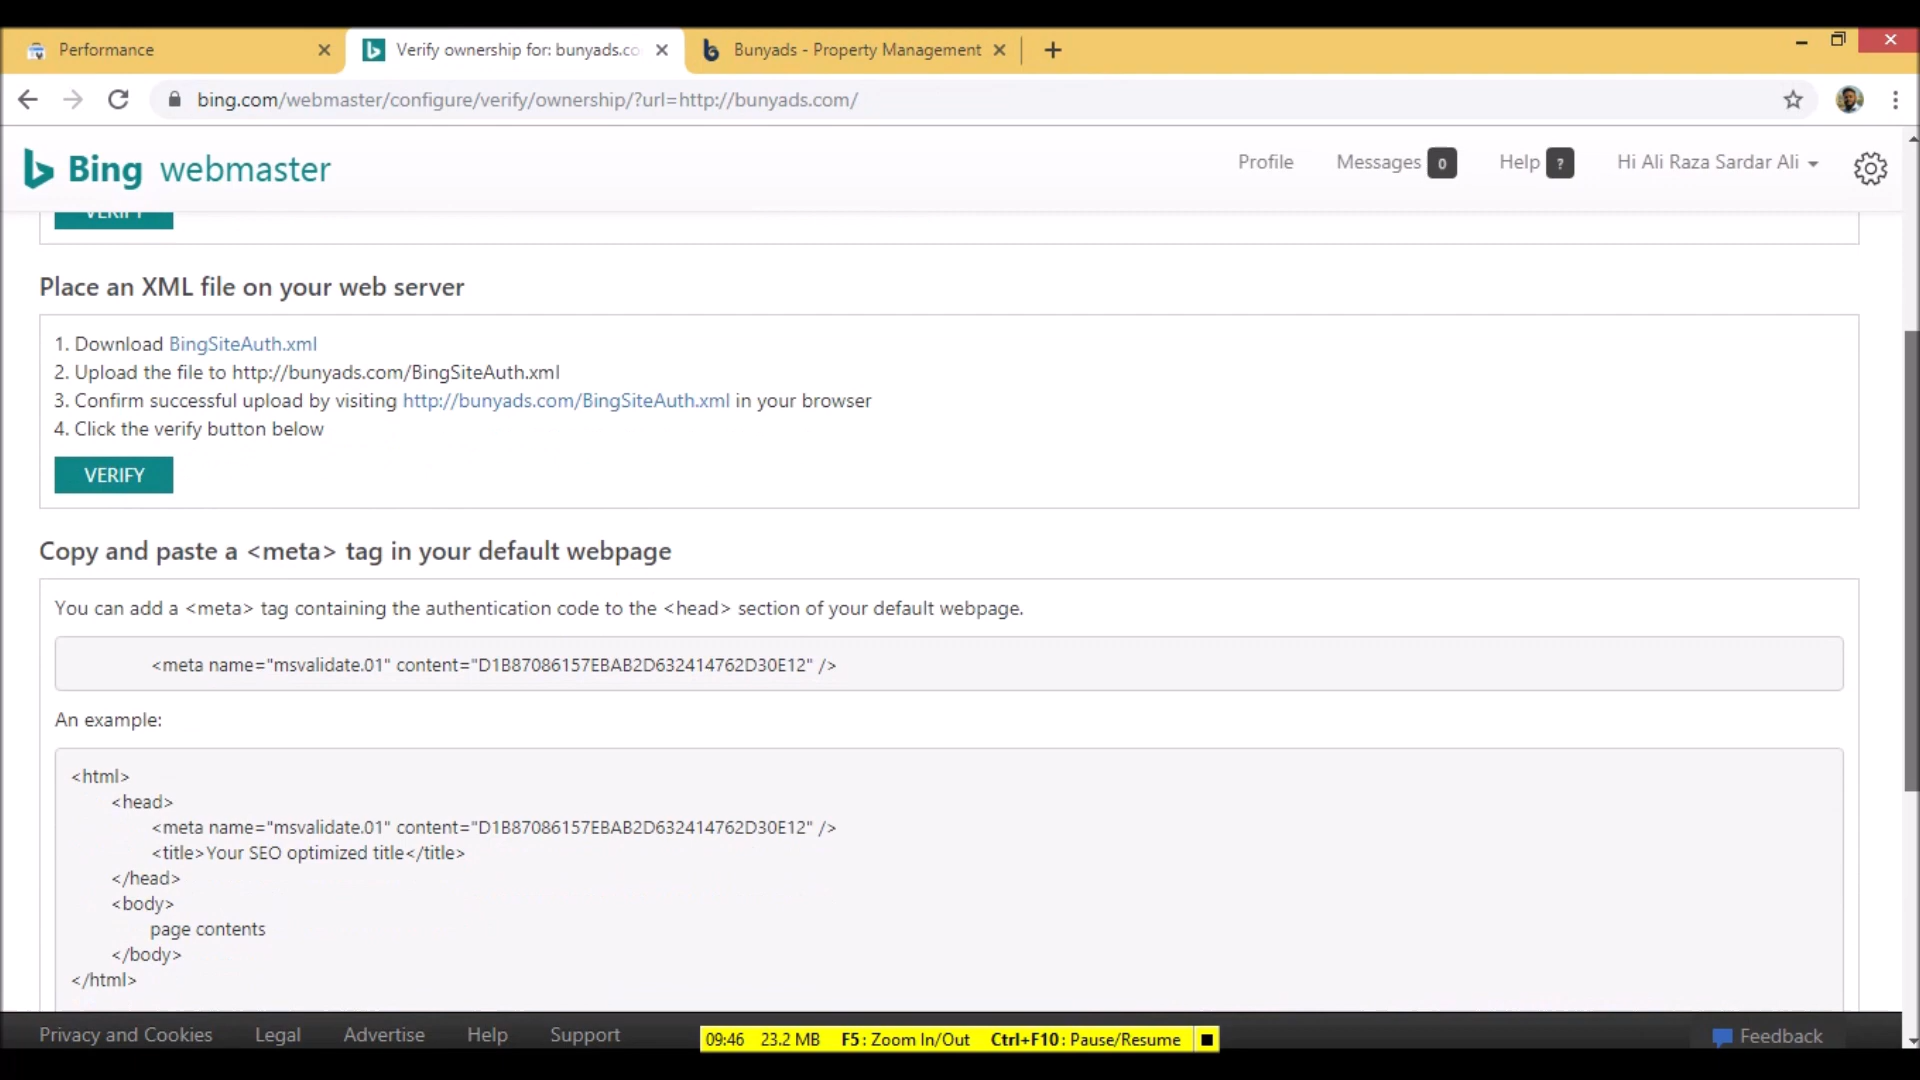 Performance
Verify ownership for: bunyads.co
Bunyads - Property Management
bing.com/webmaster/configure/verify/ownership/?url=http://bunyads.com/
Bing webmaster
Profile
Messages 0
Help ?
Hi Ali Raza Sardar Ali
VERIFY
Place an XML file on your web server
1. Download BingSiteAuth.xml
2. Upload the file to http://bunyads.com/BingSiteAuth.xml
3. Confirm successful upload by visiting http://bunyads.com/BingSiteAuth.xml in your browser
4. Click the verify button below
VERIFY
Copy and paste a <meta> tag in your default webpage
You can add a <meta> tag containing the authentication code to the <head> section of your default webpage.
<meta name="msvalidate.01" content="D1B87086157EBAB2D632414762D30E12" />
An example:
<html>
<head>
<meta name="msvalidate.01" content="D1B87086157EBAB2D632414762D30E12" />
<title>Your SEO optimized title</title>
</head>
<body>
page contents
</body>
</html>
Privacy and Cookies
Legal
Advertise
Help
Support
09:46 23.2 MB F5: Zoom In/Out Ctrl+F10: Pause/Resume
Feedback